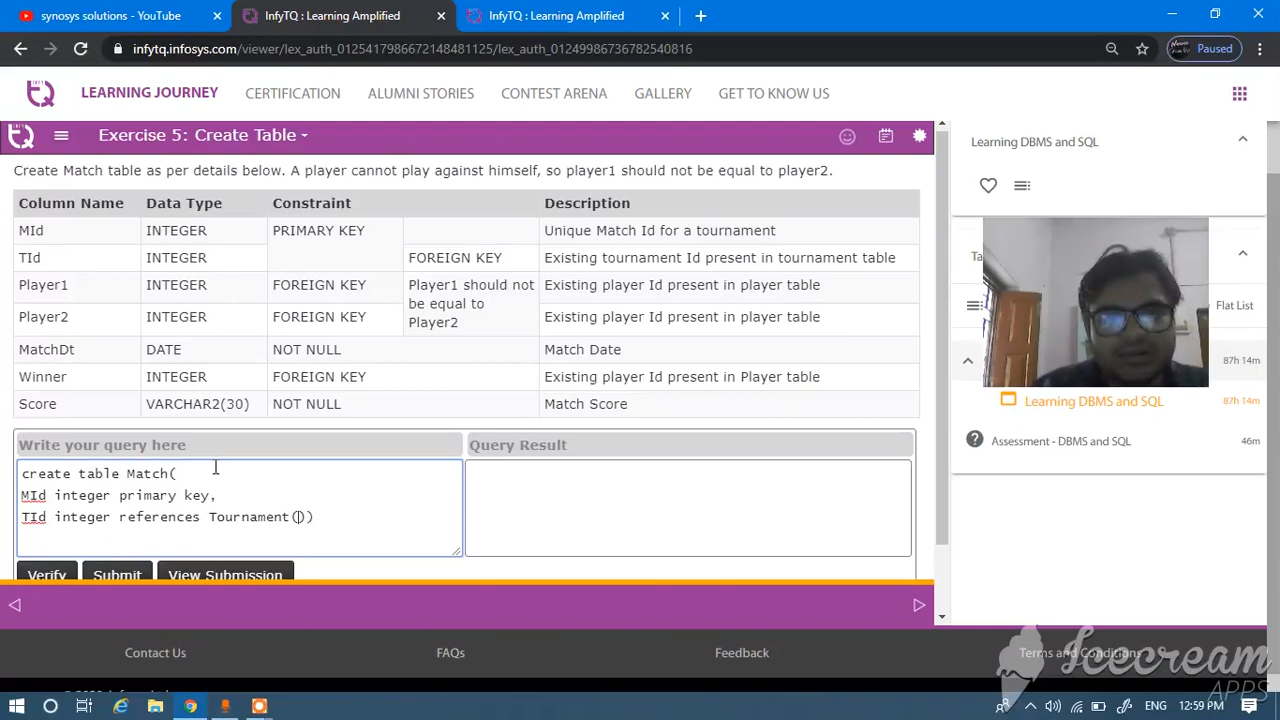 synosys solutions - YouTube
InfyTQ : Learning Amplified
InfyTQ : Learning Amplified
infytq.infosys.com/viewer/lex_auth_0125417986672148481125/lex_auth_01249986736782540816
Paused
LEARNING JOURNEY CERTIFICATION ALUMNI STORIES CONTEST ARENA GALLERY GET TO KNOW US
Exercise 5: Create Table
Learning DBMS and SQL
Create Match table as per details below. A player cannot play against himself, so player1 should not be equal to player2.
Column Name Data Type Constraint Description
MId INTEGER PRIMARY KEY Unique Match Id for a tournament
TId INTEGER FOREIGN KEY Existing tournament Id present in tournament table
Player1 INTEGER FOREIGN KEY Player1 should not Existing player Id present in player table
be equal to
Player2 INTEGER FOREIGN KEY Player2 Existing player Id present in player table
MatchDt DATE NOT NULL Match Date
Winner INTEGER FOREIGN KEY Existing player Id present in Player table
Score VARCHAR2(30) NOT NULL Match Score
Flat List
87h 14m
Learning DBMS and SQL 87h 14m
Assessment - DBMS and SQL 46m
Write your query here Query Result
create table Match(
MId integer primary key,
TId integer references Tournament())
Verify Submit View Submission
Contact Us FAQs Feedback Terms and Conditions
Icecream
APPS
ENG 12:59 PM